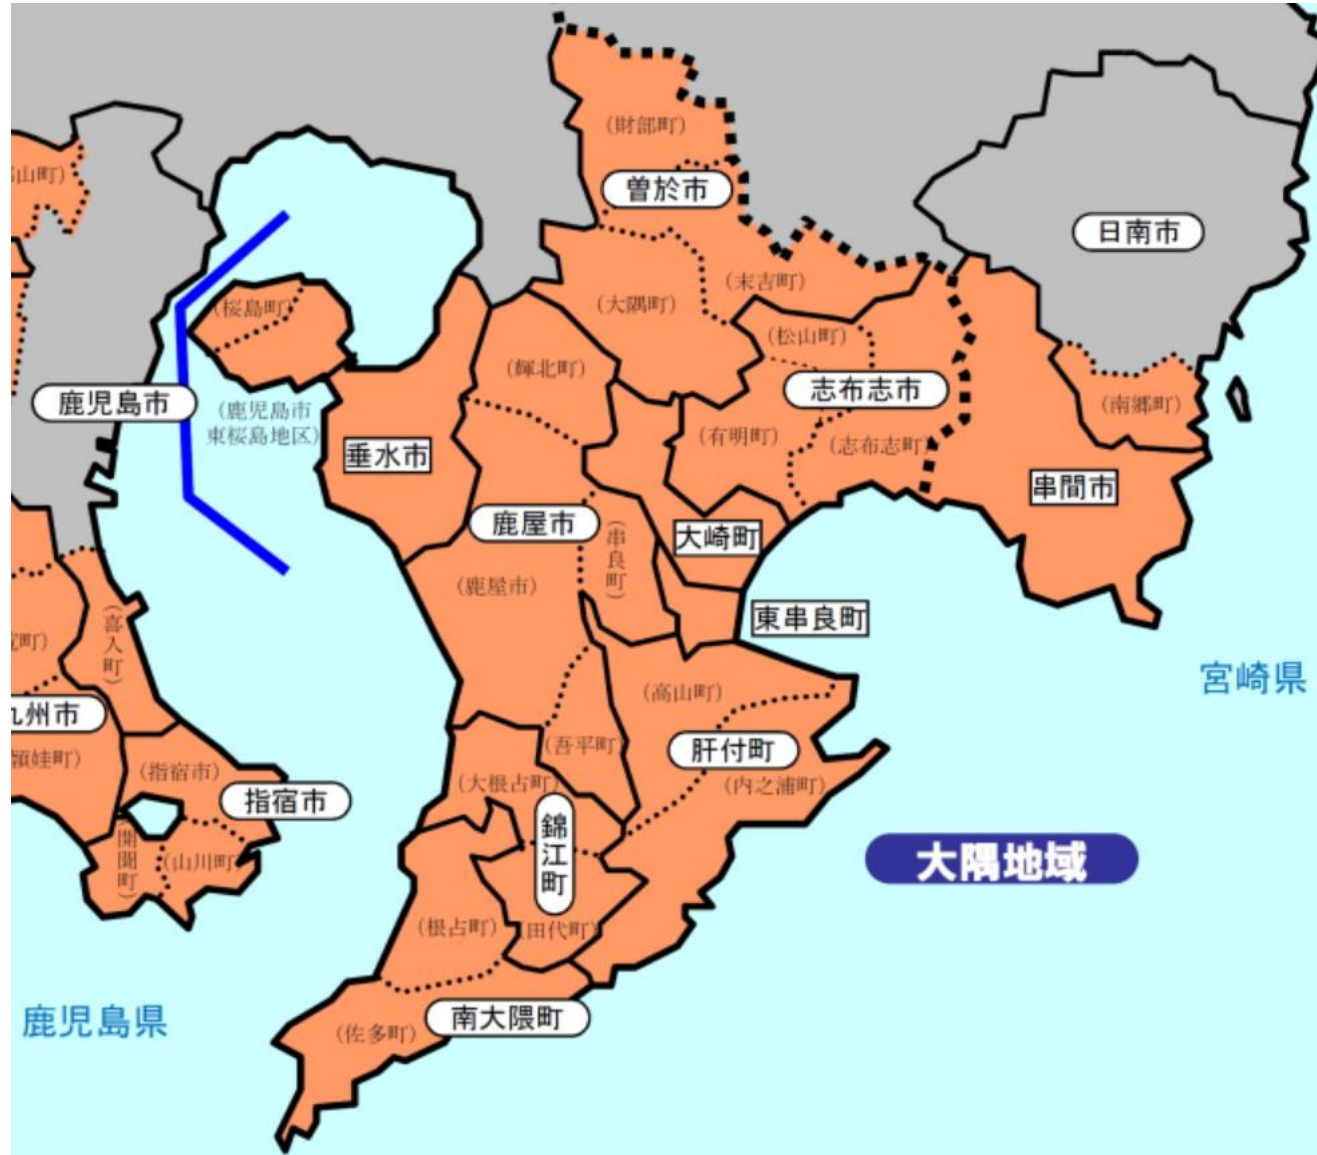 (財部町)
山町)
曽於市
日南市
(末吉町)
(大隅町)
(桜島町)
(松山町)
(輝北町)
志布志市
鹿児島市
(鹿児島市
東桜島地区)
(南郷町)
(有明町)
(志布志町)
垂水市
串間市
鹿屋市
大崎町
(串良町)
(鹿屋市)
東串良町
(喜入町)
町)
宮崎県
(高山町)
州市
(吾平町)
肝付町
娃町)
(指宿市)
(大根占町)
(内之浦町)
指宿市
錦江町
大隅地域
(開聞町)
(山川町)
(根占町)
(田代町)
鹿児島県
南大隈町
(佐多町)